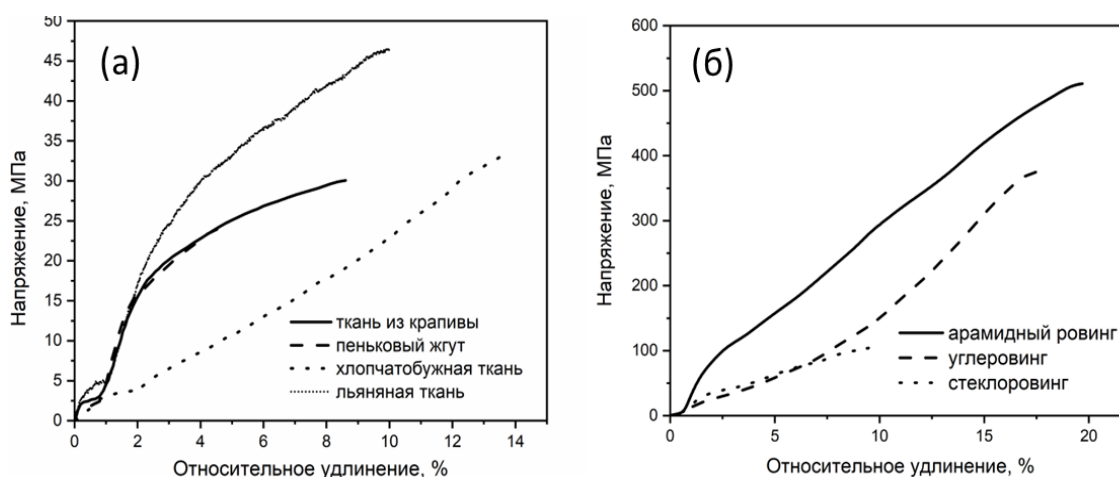 (а)
50
45
40
35
30
25
20
15
10
5
0
0 2 4 6 8 10 12 14
Напряжение, МПа
Относительное удлинение, %
ткань из крапивы
пеньковый жгут
хлопчатобужная ткань
льяняная ткань
(б)
600
500
400
300
200
100
0
0 5 10 15 20
Напряжение, МПа
Относительное удлинение, %
арамидный ровинг
углеровинг
стеклоровинг